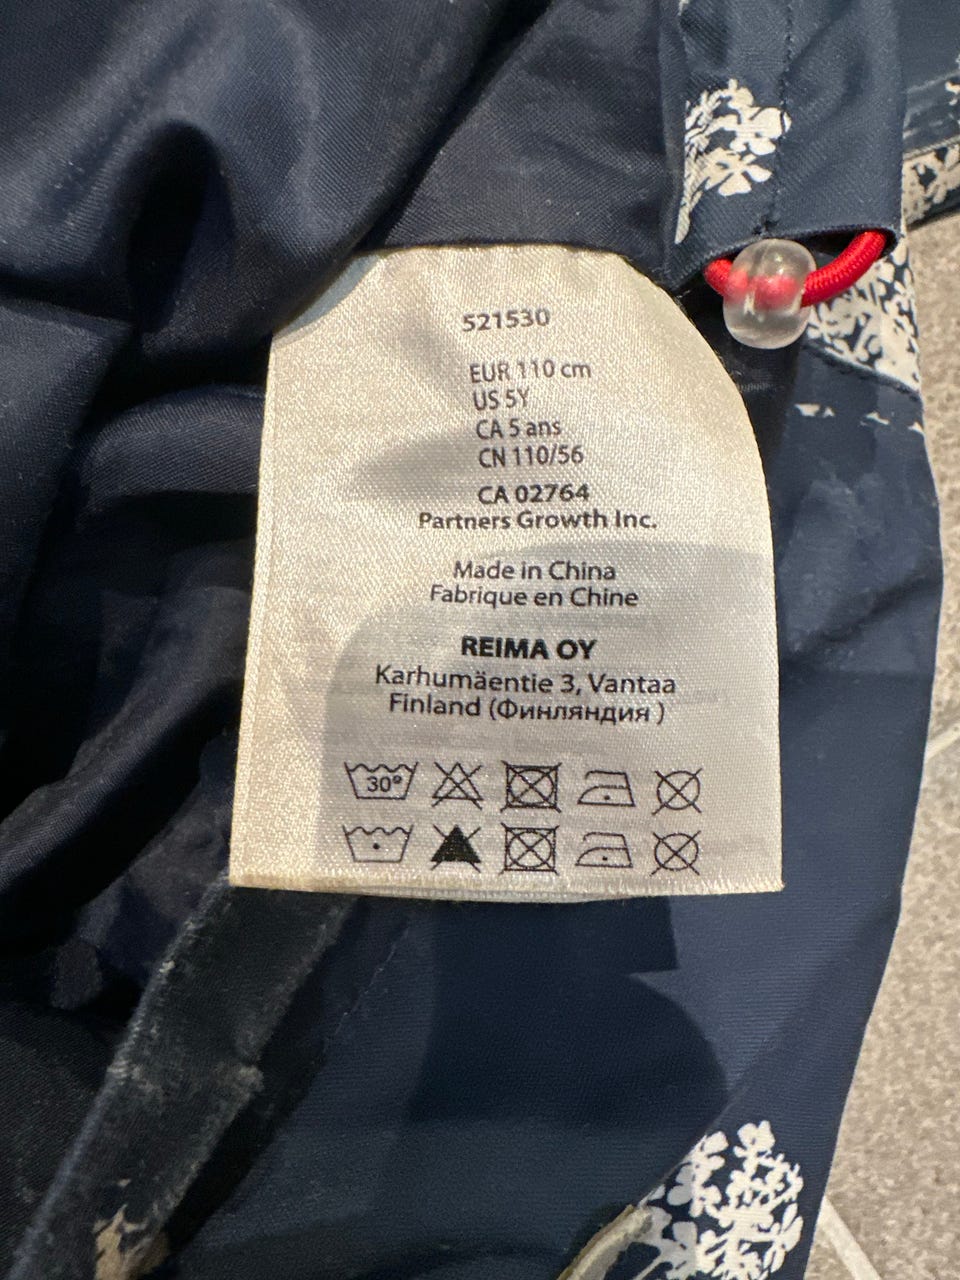 521530
EUR 110 cm
US 5Y
CA 5 ans
CN 110/56
CA 02764
Partners Growth Inc.
Made in China
Fabrique en Chine
REIMA OY
Karhumäentie 3, Vantaa
Finland (Финляндия )
30°